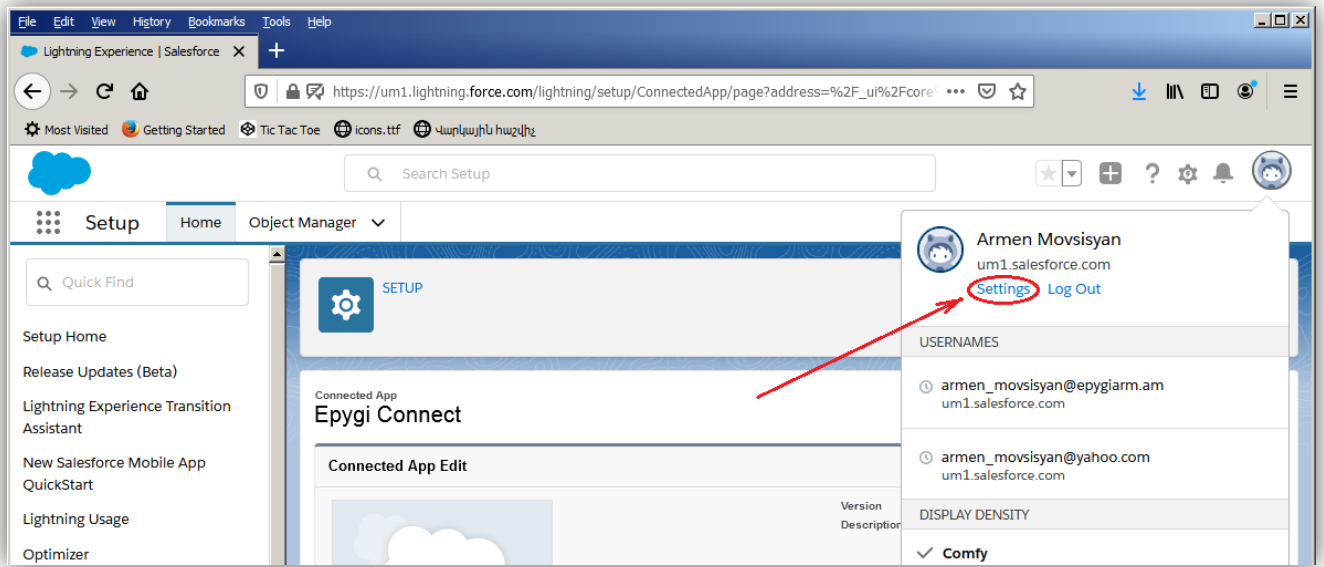 File Edit View History Bookmarks Tools Help
Lightning Experience | Salesforce
https://um1.lightning.force.com/lightning/setup/ConnectedApp/page?address=%2F_ui%2Fcore%
Most Visited Getting Started Tic Tac Toe icons.ttf Վարկային հաշվիչ
Search Setup
Setup Home Object Manager
Armen Movsisyan
um1.salesforce.com
Settings Log Out
Quick Find
SETUP
Setup Home
USERNAMES
Release Updates (Beta)
armen_movsisyan@epygiarm.am
um1.salesforce.com
Lightning Experience Transition
Assistant
Connected App
Epygi Connect
New Salesforce Mobile App
QuickStart
Connected App Edit
armen_movsisyan@yahoo.com
um1.salesforce.com
Lightning Usage
Version
Description
DISPLAY DENSITY
Optimizer
Comfy